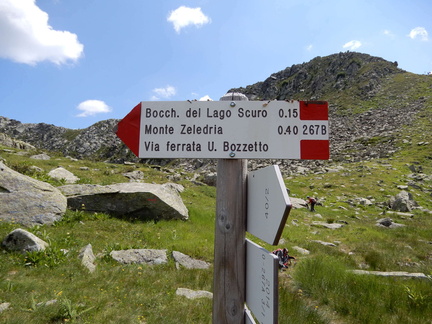 Bocch. del Lago Scuro 0.15
Monte Zeledria 0.40 267B
Via ferrata U. Bozzetto